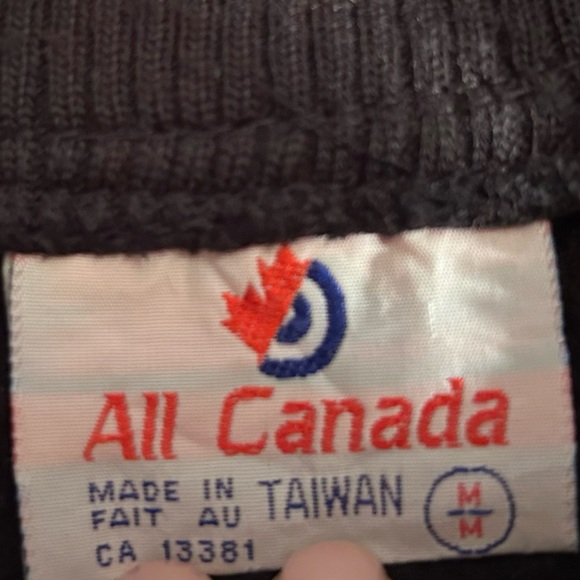 All Canada
MADE IN TAIWAN
FAIT AU
CA 13381
M
M